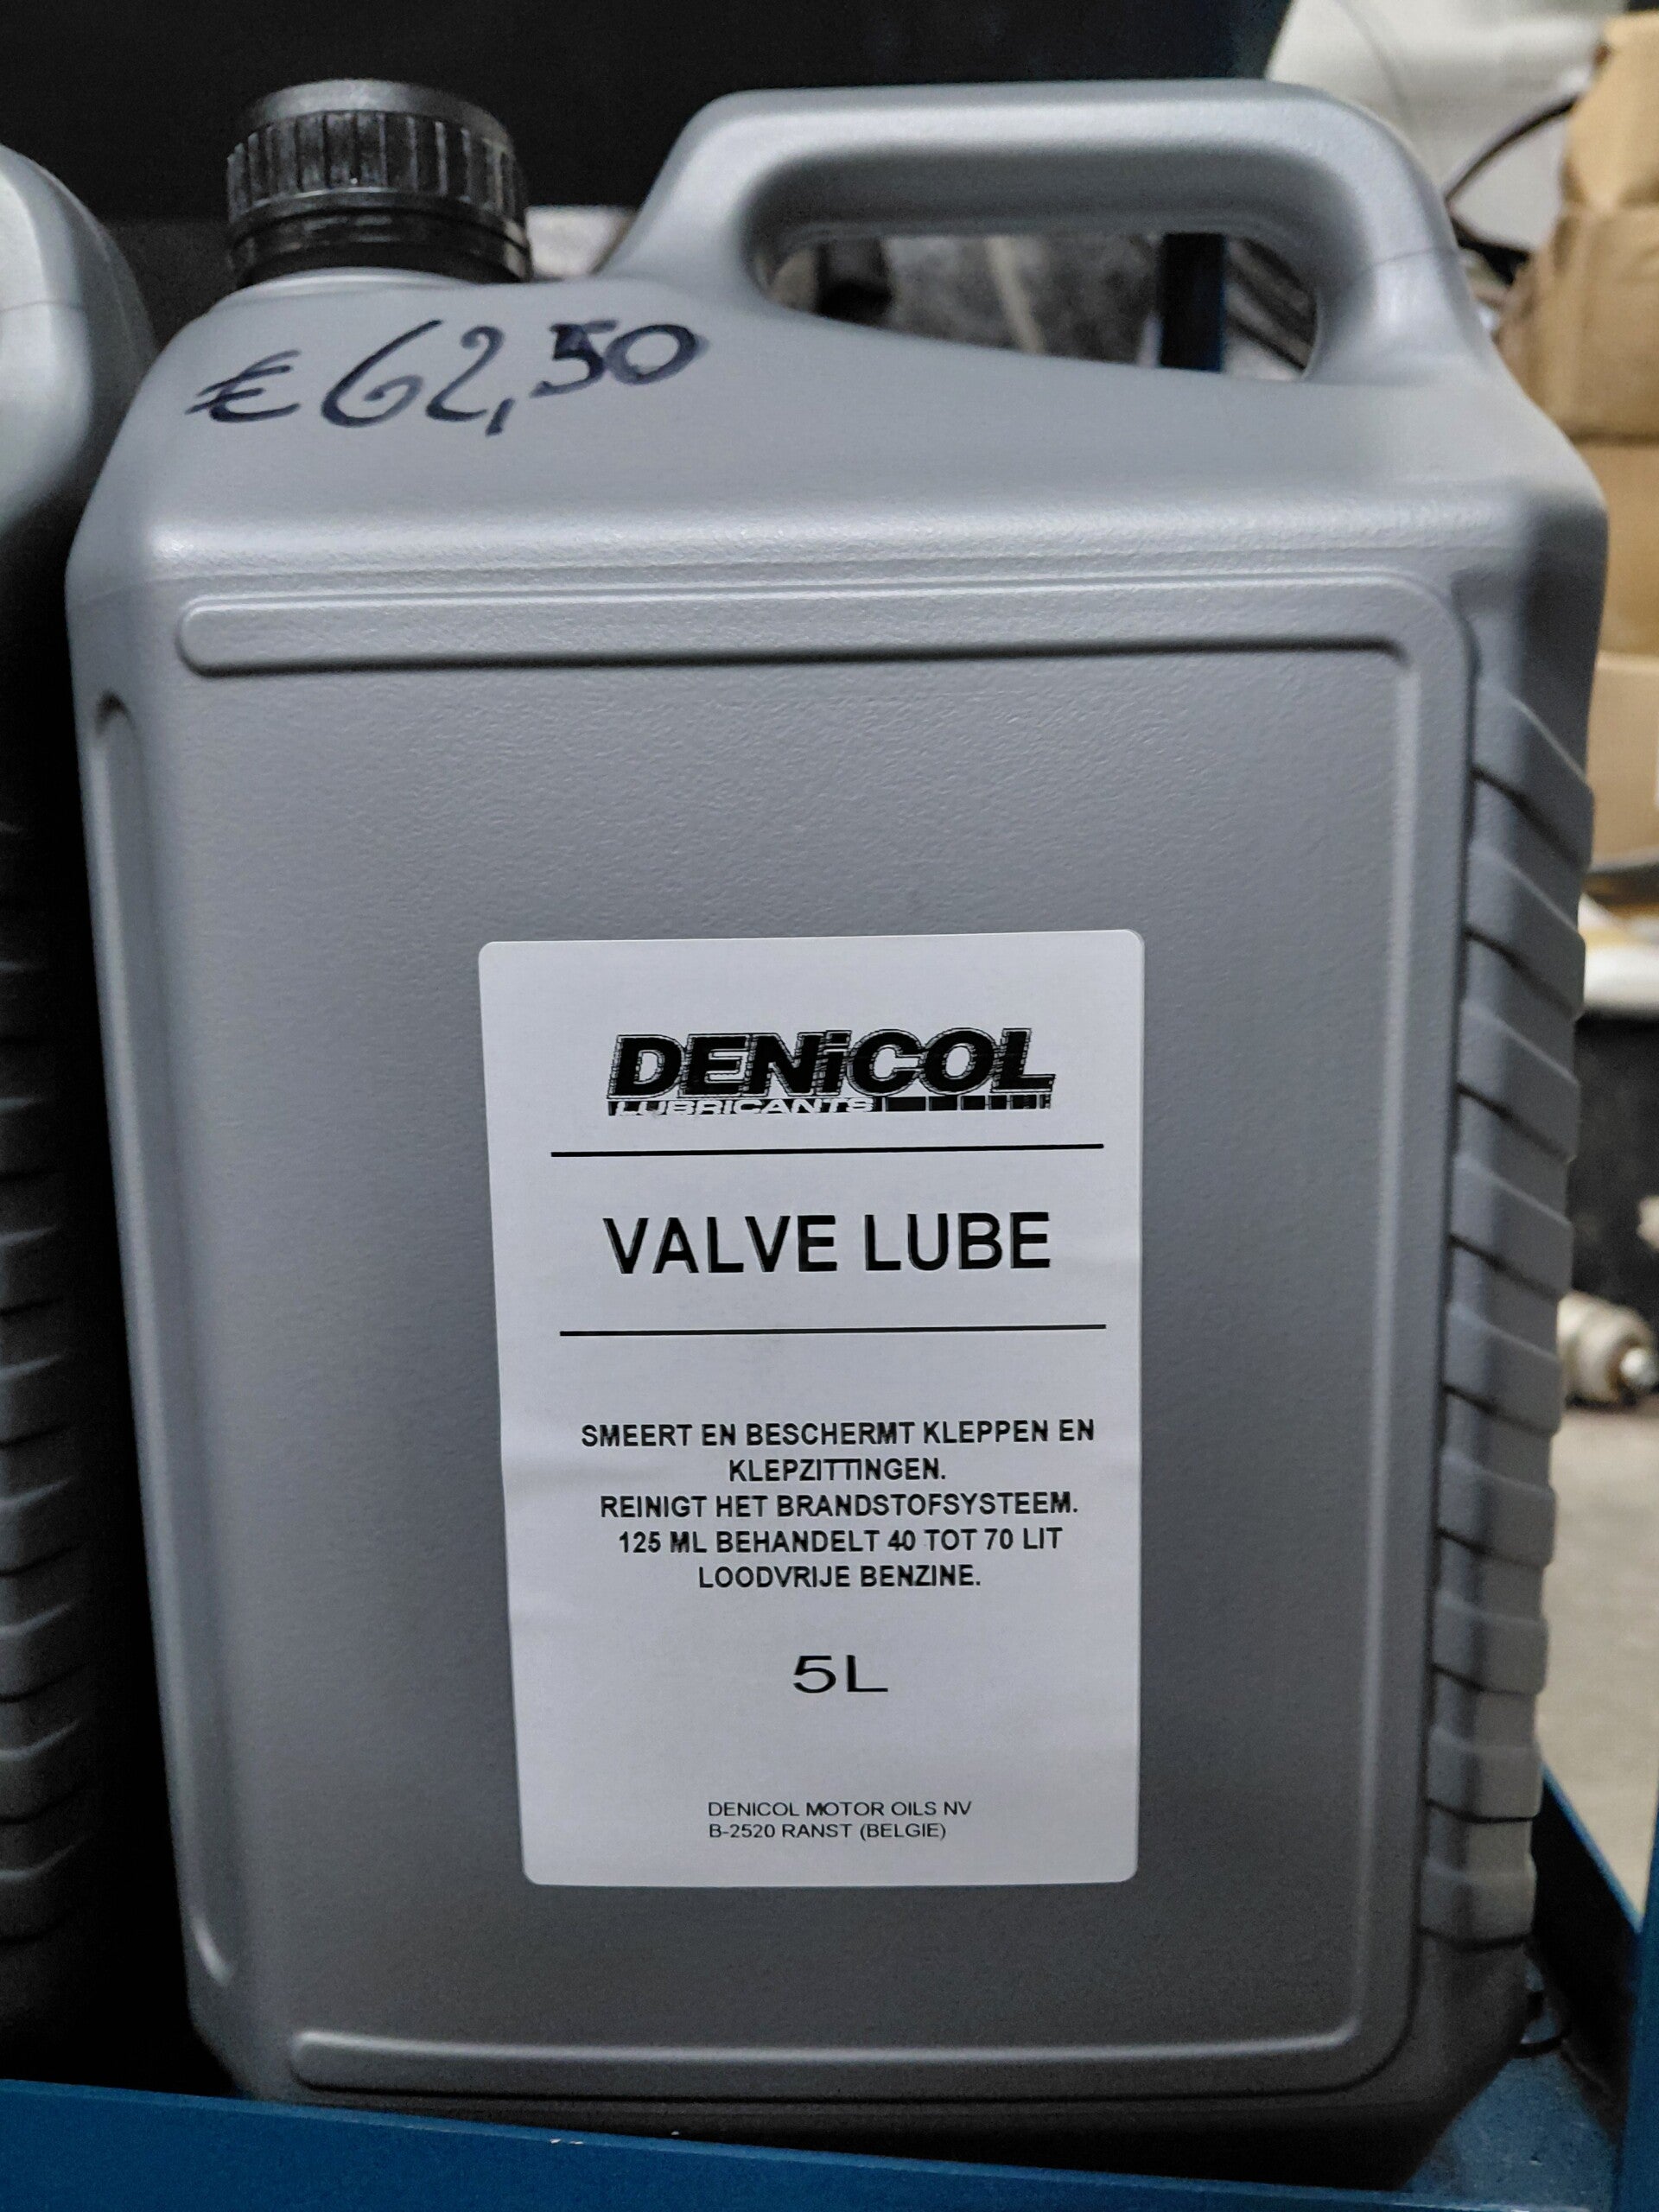 € 62,50
DENiCOL
LUBRICANTS
VALVE LUBE
SMEERT EN BESCHERMT KLEPPEN EN
KLEPZITTINGEN.
REINIGT HET BRANDSTOFSYSTEEM.
125 ML BEHANDELT 40 TOT 70 LIT
LOODVRIJE BENZINE.
5L
DENICOL MOTOR OILS NV
B-2520 RANST (BELGIE)